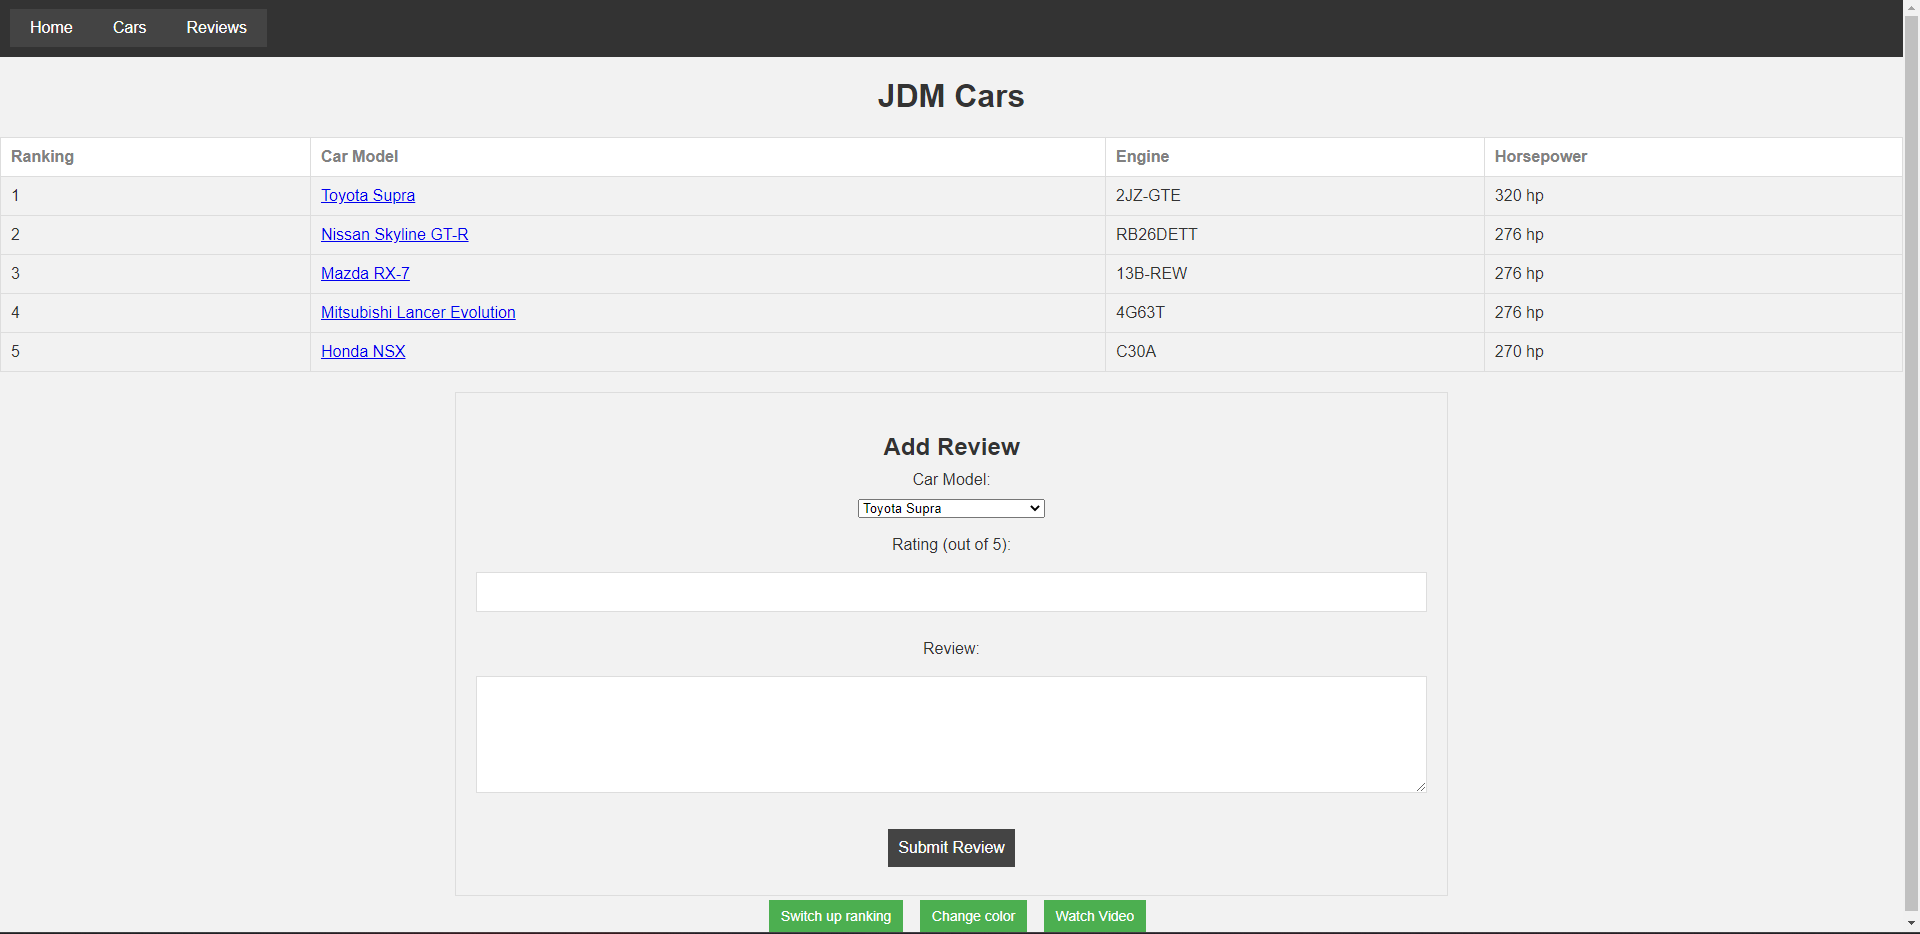 Home Cars Reviews
JDM Cars
Ranking Car Model Engine Horsepower
1 Toyota Supra 2JZ-GTE 320 hp
2 Nissan Skyline GT-R RB26DETT 276 hp
3 Mazda RX-7 13B-REW 276 hp
4 Mitsubishi Lancer Evolution 4G63T 276 hp
5 Honda NSX C30A 270 hp
Add Review
Car Model:
Toyota Supra
Rating (out of 5):
Review:
Submit Review
Switch up ranking Change color Watch Video